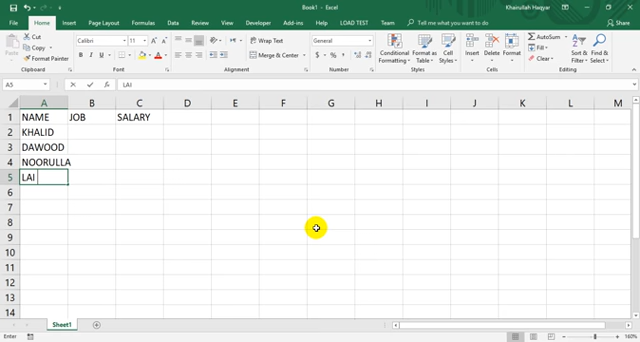 Book1 - Excel
Khairullah Haqyar
File Home Insert Page Layout Formulas Data Review View Developer Add-ins Help LOAD TEST Team Tell me what you want to do Share
Paste
Cut
Copy
Format Painter
Calibri 11
Wrap Text
Merge & Center
General
Conditional Formatting
Format as Table
Cell Styles
Insert Delete Format
AutoSum
Fill
Clear
Sort & Filter
Find & Select
Clipboard Font Alignment Number Styles Cells Editing
A5 LAI
A B C D E F G H I J K L M
1 NAME JOB SALARY
2 KHALID
3 DAWOOD
4 NOORULLA
5 LAI
6
7
8
9
10
11
12
13
14
Sheet1
Enter 160%